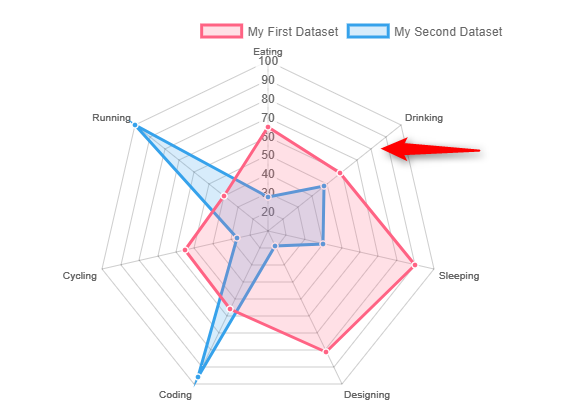 My First Dataset My Second Dataset
Eating
100
90
80
70
60
50
40
30
20
Running
Drinking
Cycling
Sleeping
Coding
Designing